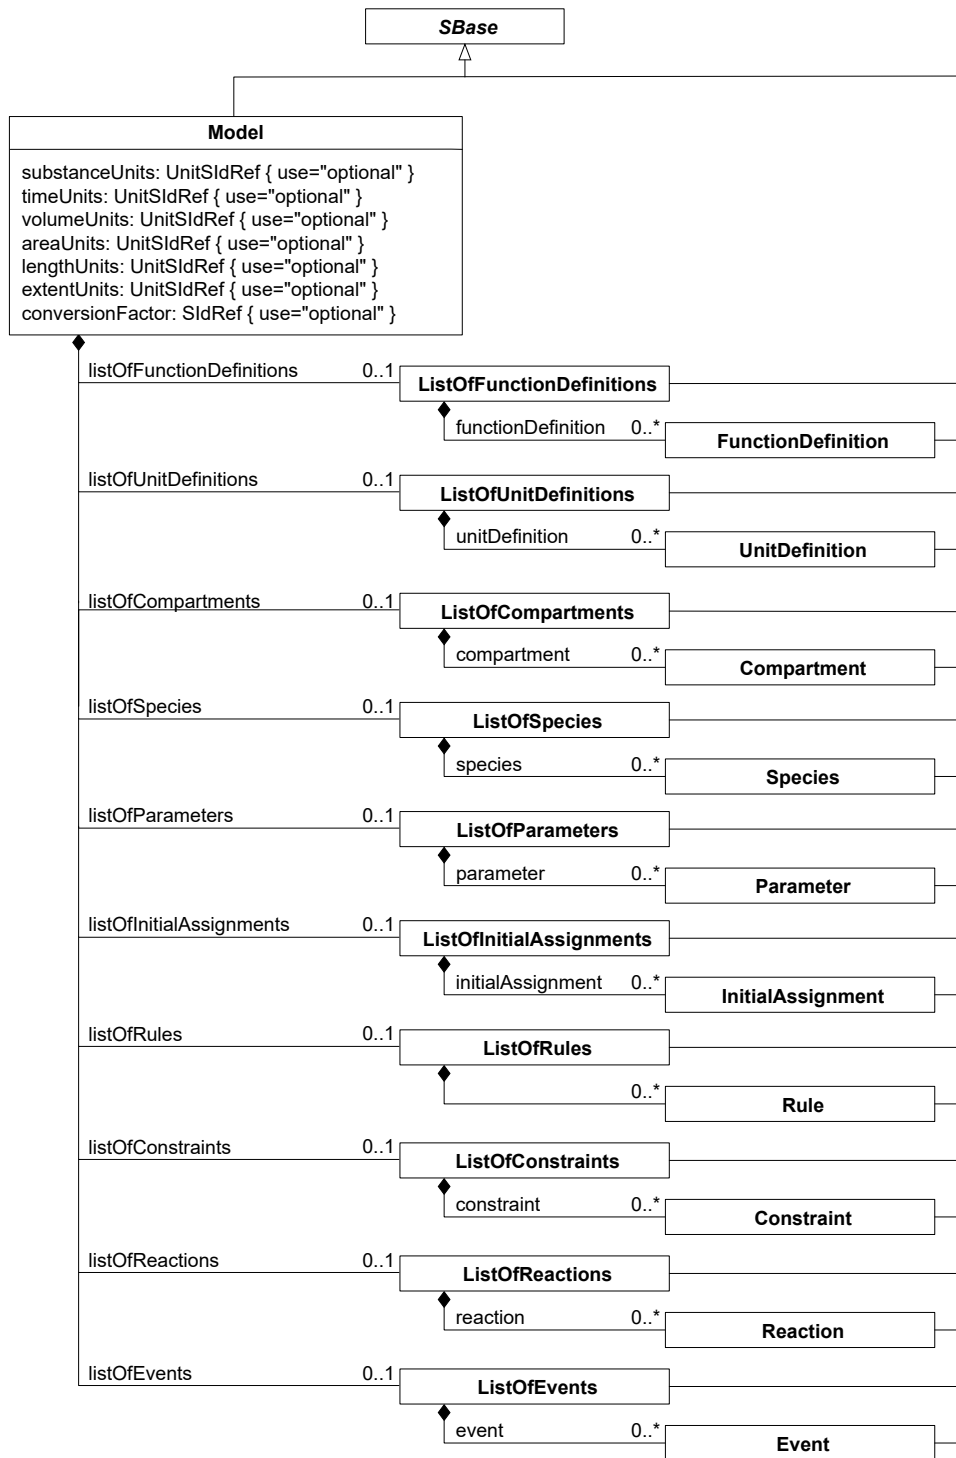 SBase
Model
substanceUnits: UnitSIdRef { use="optional" }
timeUnits: UnitSIdRef { use="optional" }
volumeUnits: UnitSIdRef { use="optional" }
areaUnits: UnitSIdRef { use="optional" }
lengthUnits: UnitSIdRef { use="optional" }
extentUnits: UnitSIdRef { use="optional" }
conversionFactor: SIdRef { use="optional" }
listOfFunctionDefinitions 0..1 ListOfFunctionDefinitions
functionDefinition 0..* FunctionDefinition
listOfUnitDefinitions 0..1 ListOfUnitDefinitions
unitDefinition 0..* UnitDefinition
listOfCompartments 0..1 ListOfCompartments
compartment 0..* Compartment
listOfSpecies 0..1 ListOfSpecies
species 0..* Species
listOfParameters 0..1 ListOfParameters
parameter 0..* Parameter
listOfInitialAssignments 0..1 ListOfInitialAssignments
initialAssignment 0..* InitialAssignment
listOfRules 0..1 ListOfRules
0..* Rule
listOfConstraints 0..1 ListOfConstraints
constraint 0..* Constraint
listOfReactions 0..1 ListOfReactions
reaction 0..* Reaction
listOfEvents 0..1 ListOfEvents
event 0..* Event